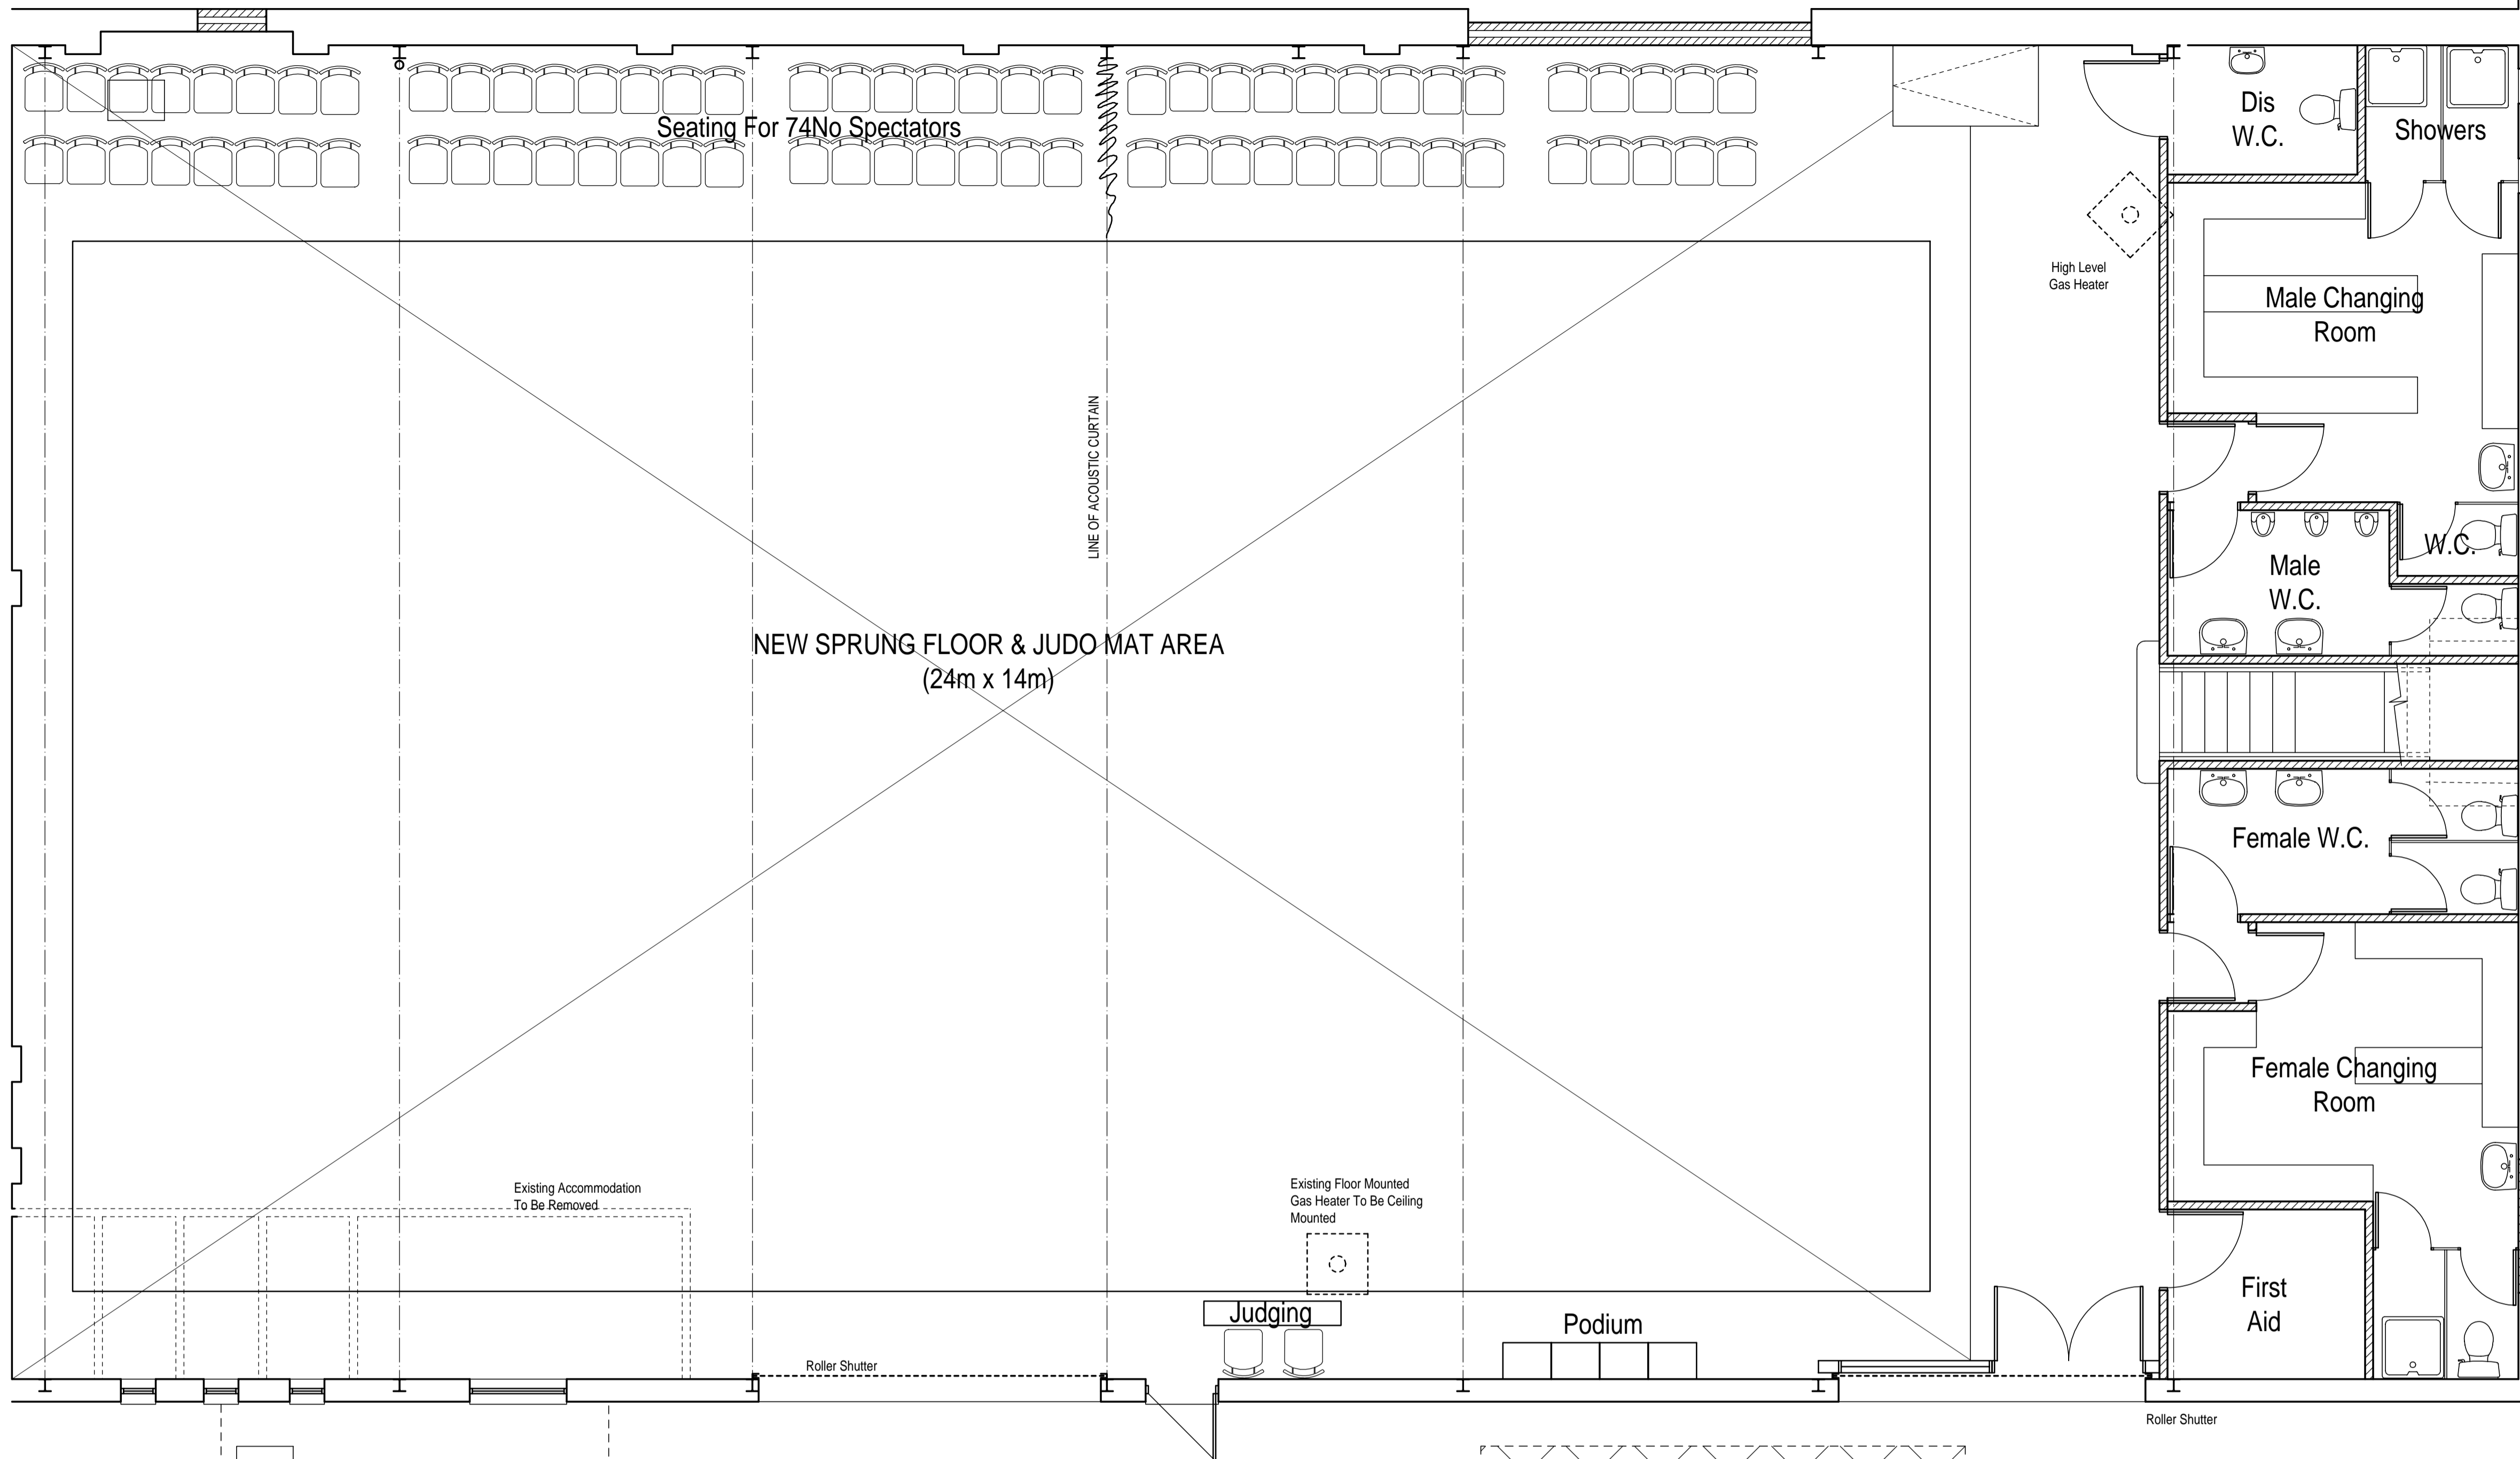 Seating For 74No Spectators
Dis
W.C.
Showers
High Level
Gas Heater
Male Changing
Room
LINE OF ACOUSTIC CURTAIN
W.C.
Male
W.C.
NEW SPRUNG FLOOR & JUDO MAT AREA
(24m x 14m)
Female W.C.
Female Changing
Room
Existing Accommodation
To Be Removed
Existing Floor Mounted
Gas Heater To Be Ceiling
Mounted
Judging
Podium
First
Aid
Roller Shutter
Roller Shutter